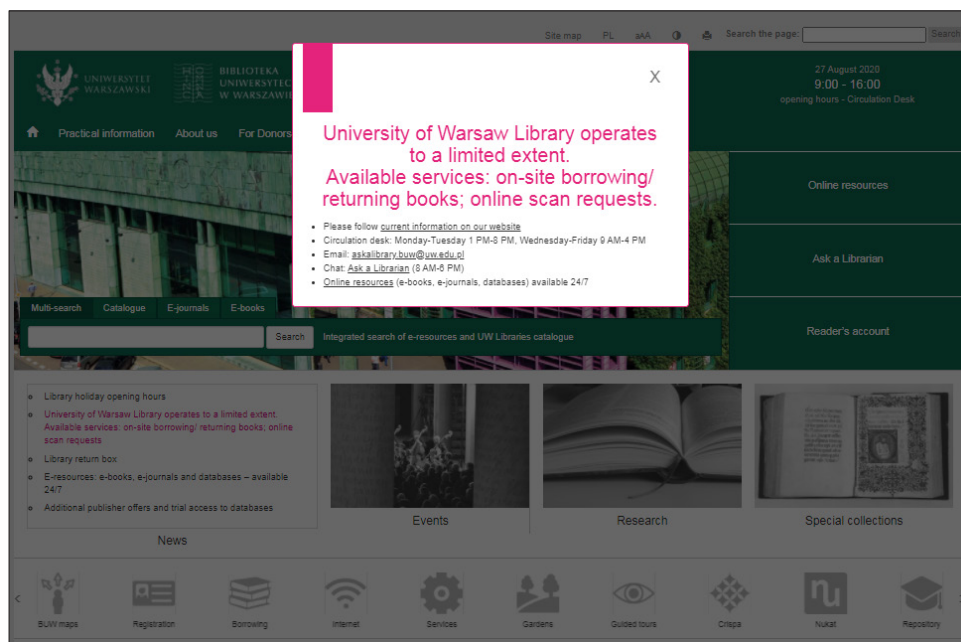 Site map PL aAA Search the page: Search
UNIWERSYTET
WARSZAWSKI
BIBLIOTEKA
UNIWERSYTEC
W WARSZAWIE
27 August 2020
9:00 - 16:00
opening hours - Circulation Desk
Practical information About us For Donors
X
University of Warsaw Library operates
to a limited extent.
Available services: on-site borrowing/
returning books; online scan requests.
Please follow current information on our website
Circulation desk: Monday-Tuesday 1 PM-8 PM, Wednesday-Friday 9 AM-4 PM
Email: askalibrary.buw@uw.edu.pl
Chat: Ask a Librarian (8 AM-6 PM)
Online resources (e-books, e-journals, databases) available 24/7
Online resources
Ask a Librarian
Reader's account
Multi-search Catalogue E-journals E-books
Search Integrated search of e-resources and UW Libraries catalogue
Library holiday opening hours
University of Warsaw Library operates to a limited extent.
Available services: on-site borrowing/ returning books; online
scan requests
Library return box
E-resources: e-books, e-journals and databases – available
24/7
Additional publisher offers and trial access to databases
News
Events
Research
Special collections
nu
BUW maps Registration Borrowing Internet Services Gardens Guided tours Crispa Nukat Repository